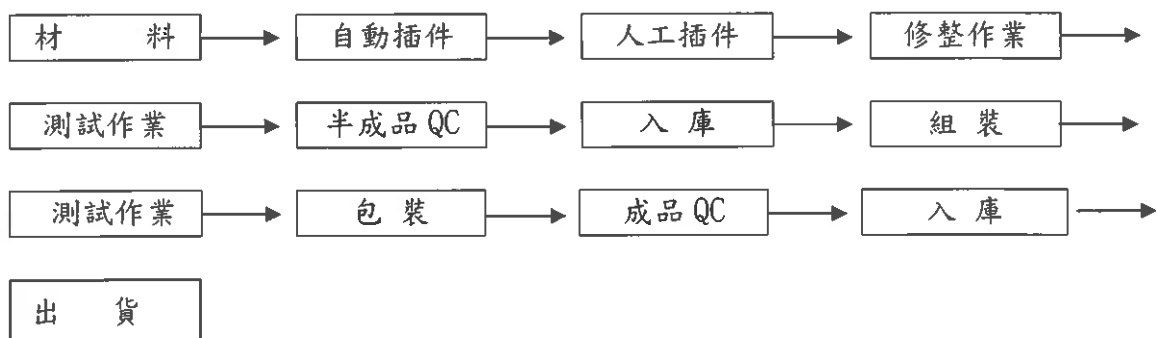 材 料 自動插件 人工插件 修整作業
測試作業 半成品QC 入庫 組裝
測試作業 包裝 成品QC 入庫
出 貨